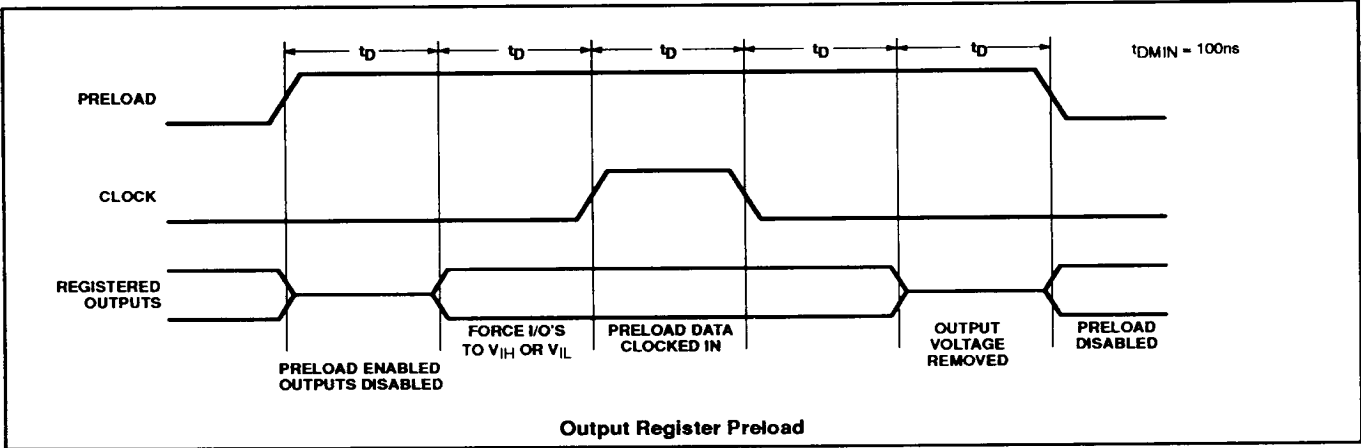 tD tD tD tD tD tDMIN = 100ns
PRELOAD
CLOCK
REGISTERED
OUTPUTS
FORCE I/O'S
TO VIH OR VIL
PRELOAD DATA
CLOCKED IN
OUTPUT
VOLTAGE
REMOVED
PRELOAD
DISABLED
PRELOAD ENABLED
OUTPUTS DISABLED
Output Register Preload